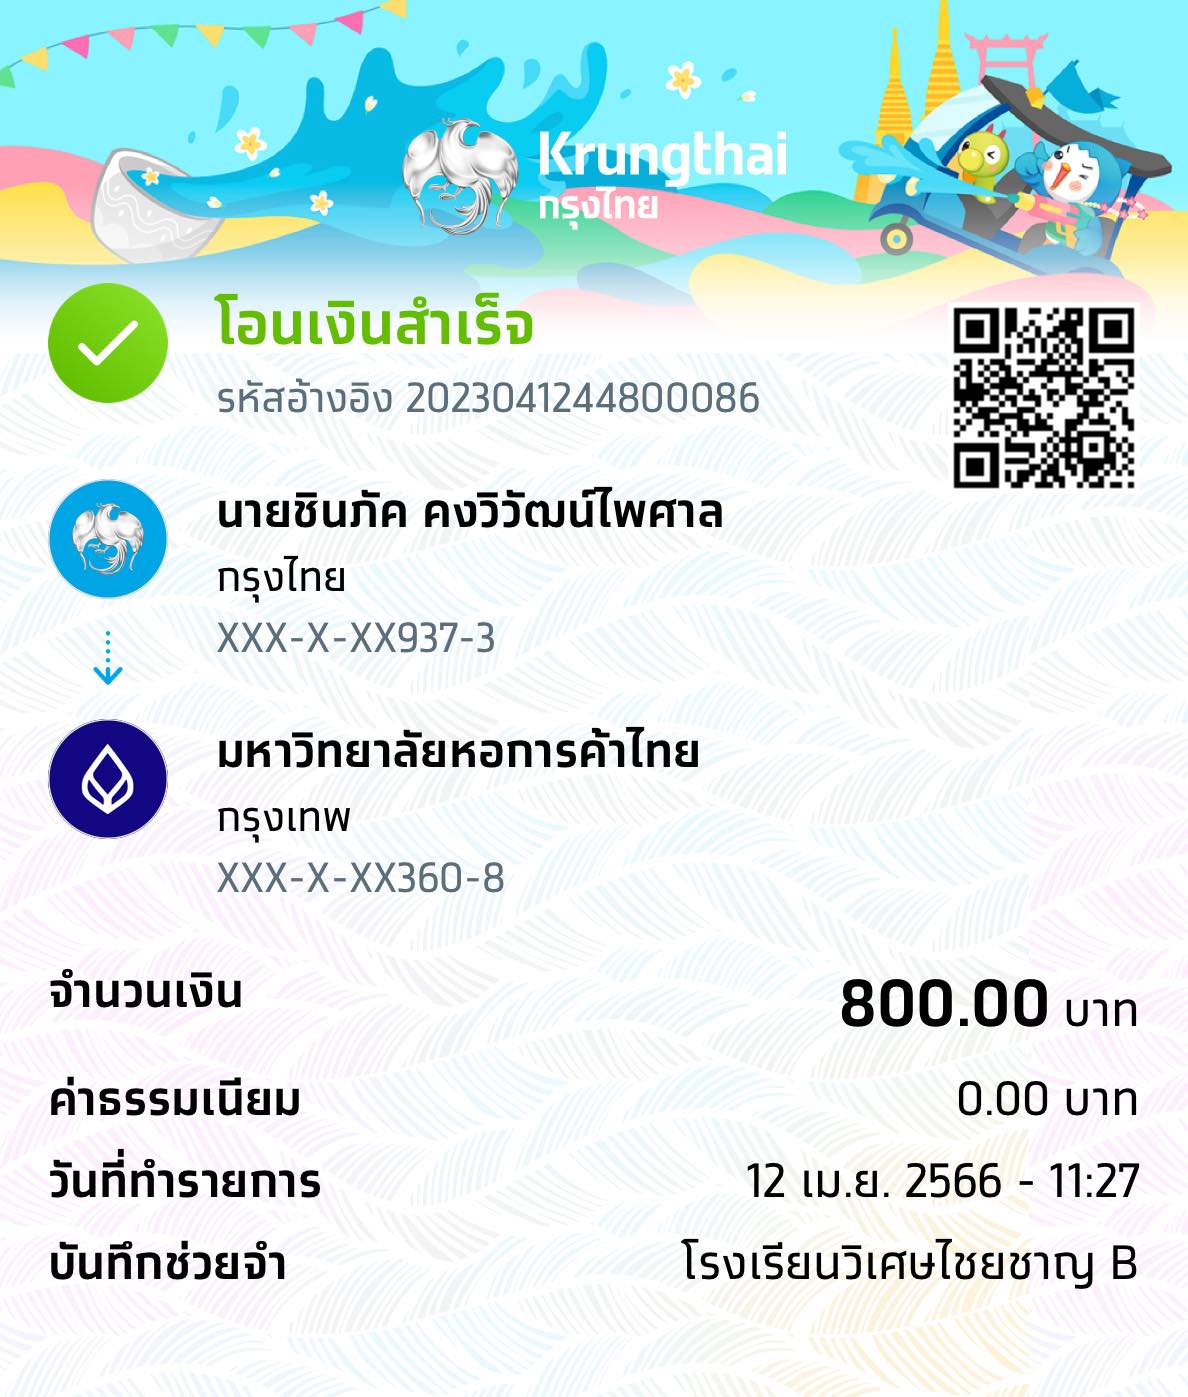 Krungthai
กรุงไทย
โอนเงินสำเร็จ
รหัสอ้างอิง 2023041244800086
นายชินภัค คงวิวัฒน์ไพศาล
กรุงไทย
XXX-X-XX937-3
มหาวิทยาลัยหอการค้าไทย
กรุงเทพ
XXX-X-XX360-8
จำนวนเงิน 800.00 บาท
ค่าธรรมเนียม 0.00 บาท
วันที่ทำรายการ 12 เม.ย. 2566 - 11:27
บันทึกช่วยจำ โรงเรียนวิเศษไชยชาญ B